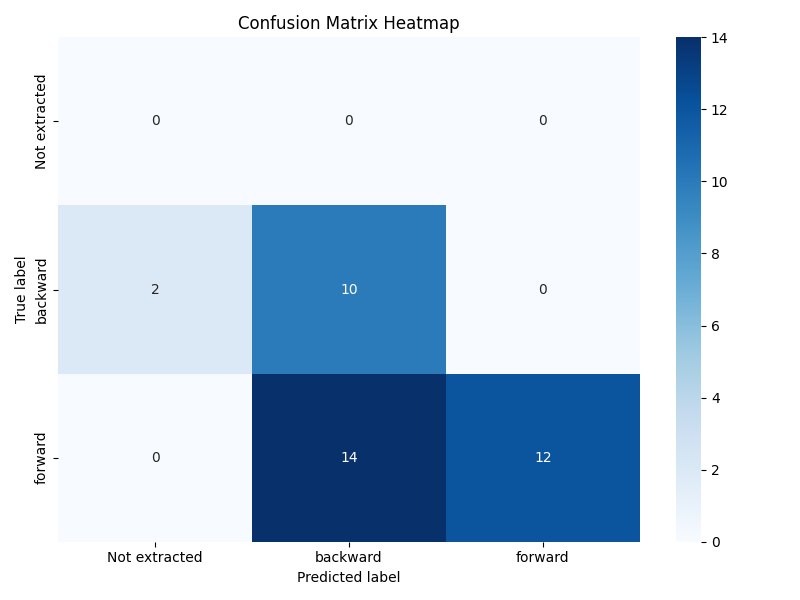 Confusion Matrix Heatmap
True label
Not extracted
backward
forward
0 0 0
2 10 0
0 14 12
Not extracted backward forward
Predicted label
14
12
10
8
6
4
2
0